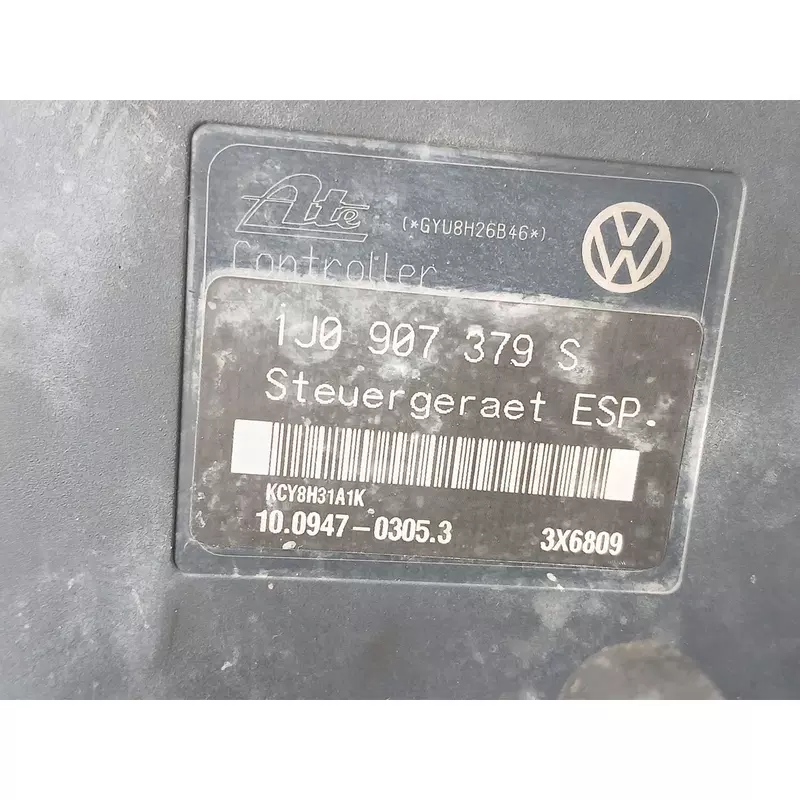 Ate (*GYU8H26B46*)
Controller
1J0 907 379 S
Steuergeraet ESP.
KCY8H31A1K
10.0947-0305.3 3X6809